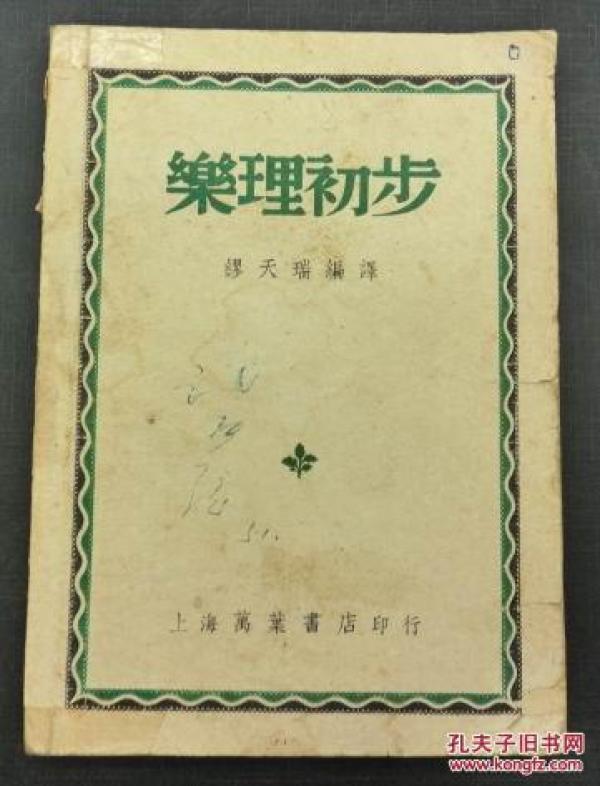 樂理初步
繆天瑞編譯
51.
上海萬葉書店印行
孔夫子旧书网
kongfz.com